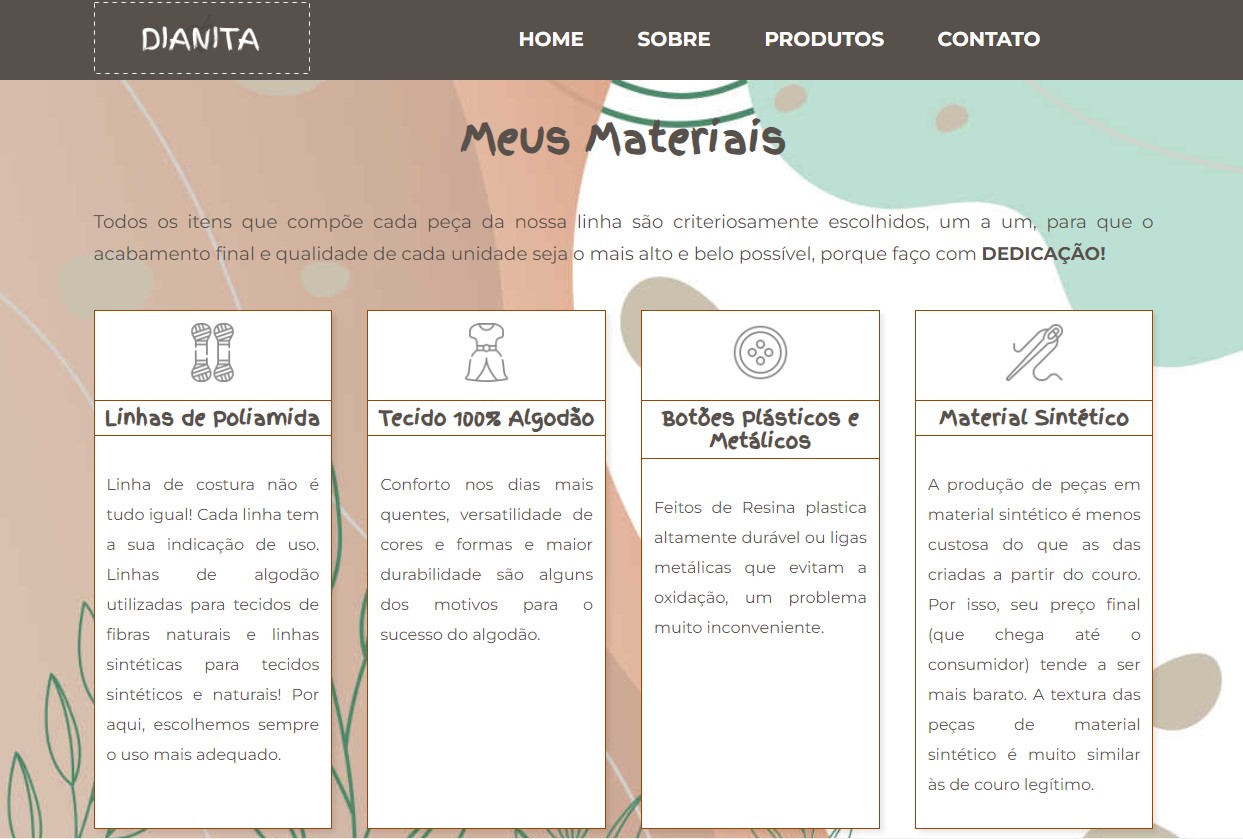 DIANITA
HOME SOBRE PRODUTOS CONTATO
Meus Materiais
Todos os itens que compõe cada peça da nossa linha são criteriosamente escolhidos, um a um, para que o
acabamento final e qualidade de cada unidade seja o mais alto e belo possível, porque faço com DEDICAÇÃO!
Linhas de Poliamida
Linha de costura não é
tudo igual! Cada linha tem
a sua indicação de uso.
Linhas de algodão
utilizadas para tecidos de
fibras naturais e linhas
sintéticas para tecidos
sintéticos e naturais! Por
aqui, escolhemos sempre
o uso mais adequado.
Tecido 100% Algodão
Conforto nos dias mais
quentes, versatilidade de
cores e formas e maior
durabilidade são alguns
dos motivos para o
sucesso do algodão.
Botões Plásticos e
Metálicos
Feitos de Resina plastica
altamente durável ou ligas
metálicas que evitam a
oxidação, um problema
muito inconveniente.
Material Sintético
A produção de peças em
material sintético é menos
custosa do que as das
criadas a partir do couro.
Por isso, seu preço final
(que chega até o
consumidor) tende a ser
mais barato. A textura das
peças de material
sintético é muito similar
às de couro legítimo.